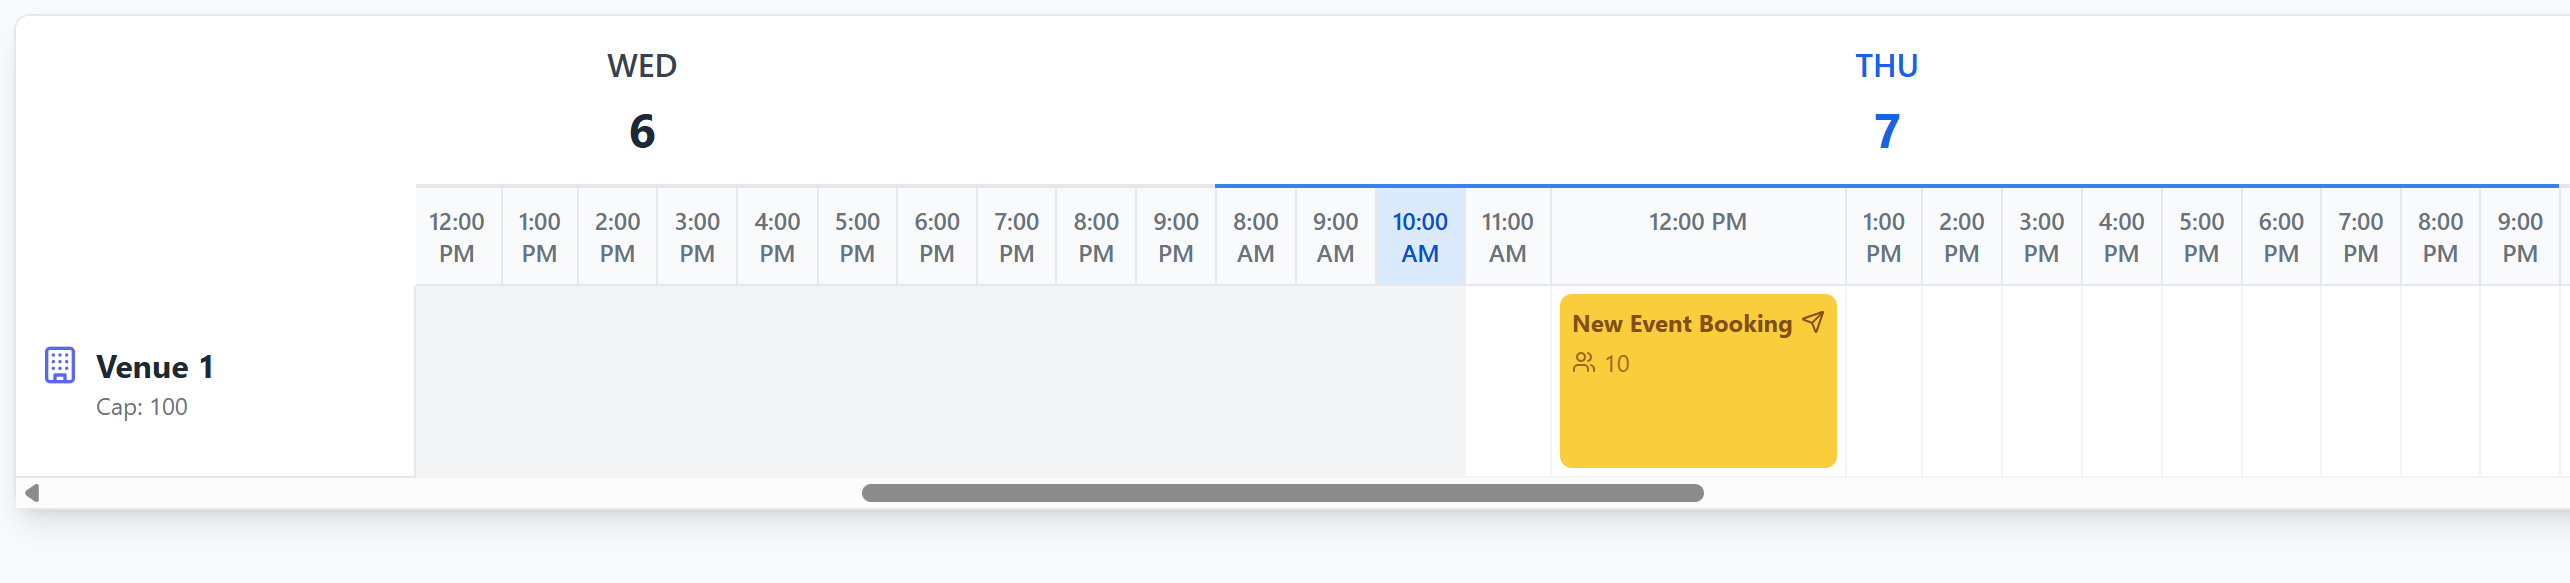 WED
6
THU
7
12:00 PM
1:00 PM
2:00 PM
3:00 PM
4:00 PM
5:00 PM
6:00 PM
7:00 PM
8:00 PM
9:00 PM
8:00 AM
9:00 AM
10:00 AM
11:00 AM
12:00 PM
1:00 PM
2:00 PM
3:00 PM
4:00 PM
5:00 PM
6:00 PM
7:00 PM
8:00 PM
9:00 PM
Venue 1
Cap: 100
New Event Booking
10